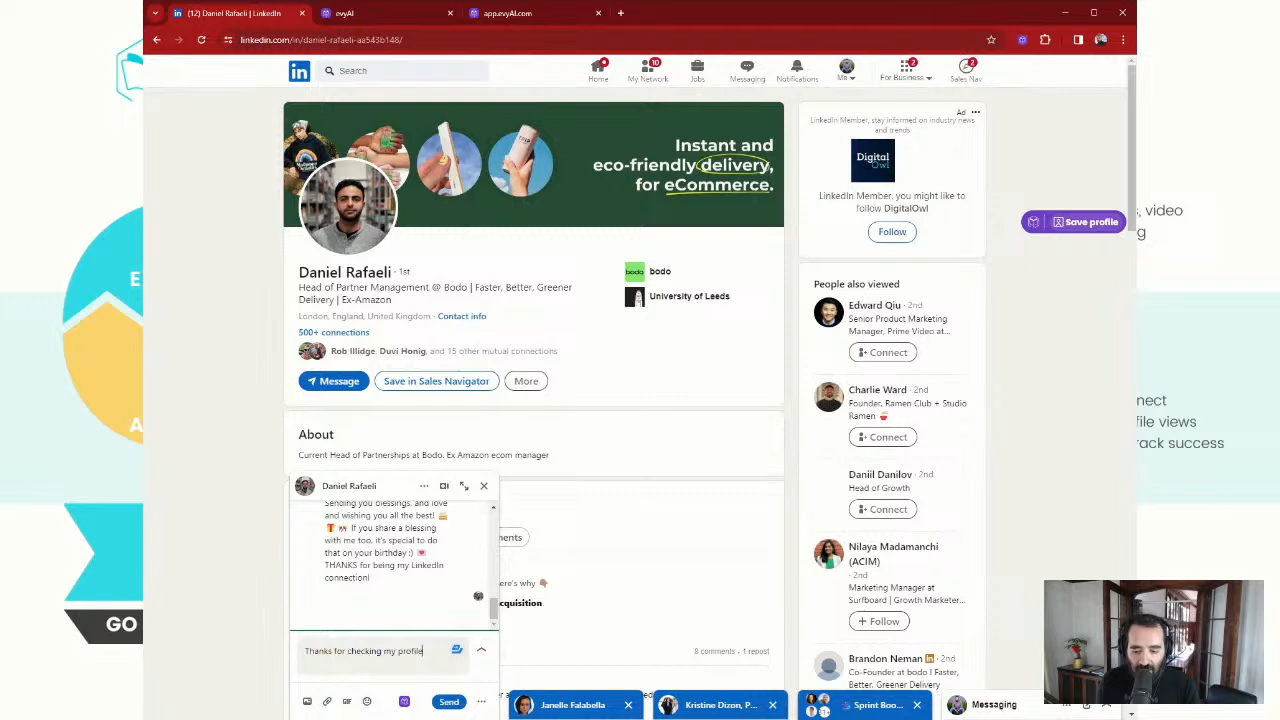 (12) Daniel Rafaeli | LinkedIn
evyAI
app.evyAI.com
linkedin.com/in/daniel-rafaeli-aa543b148/
Search
Home
10
My Network
Jobs
Messaging
Notifications
Me
2
For Business
2
Sales Nav
Instant and
eco-friendly delivery,
for eCommerce.
Daniel Rafaeli · 1st
Head of Partner Management @ Bodo | Faster, Better, Greener
Delivery | Ex-Amazon
London, England, United Kingdom · Contact info
500+ connections
Rob Illidge, Duvi Honig, and 15 other mutual connections
bodo
bodo
University of Leeds
Message
Save in Sales Navigator
More
About
Current Head of Partnerships at Bodo. Ex Amazon ecom manager
ents
ere's why
cquisition
8 comments · 1 repost
Daniel Rafaeli
Sending you blessings, and love
and wishing you all the best!
If you share a blessing
with me too, it's special to do
that on your birthday :)
THANKS for being my LinkedIn
connection!
Thanks for checking my profile
GIF
Send
Ad
LinkedIn Member, stay informed on industry news
and trends
Digital
Owl
LinkedIn Member, you might like to
follow DigitalOwl
Follow
Save profile
People also viewed
Edward Qiu · 2nd
Senior Product Marketing
Manager, Prime Video at...
Connect
Charlie Ward · 2nd
Founder, Ramen Club + Studio
Ramen
Connect
Daniil Danilov · 2nd
Head of Growth
Connect
Nilaya Madamanchi
(ACIM)
· 2nd
Marketing Manager at
Surfboard | Growth Marketer...
Follow
Brandon Neman · 2nd
Co-Founder at bodo I Faster,
Better, Greener Delivery
Janelle Falabella
Kristine Dizon, P...
Sprint Boo...
Messaging
E
A
GO
s, video
g
nnect
file views
rack success